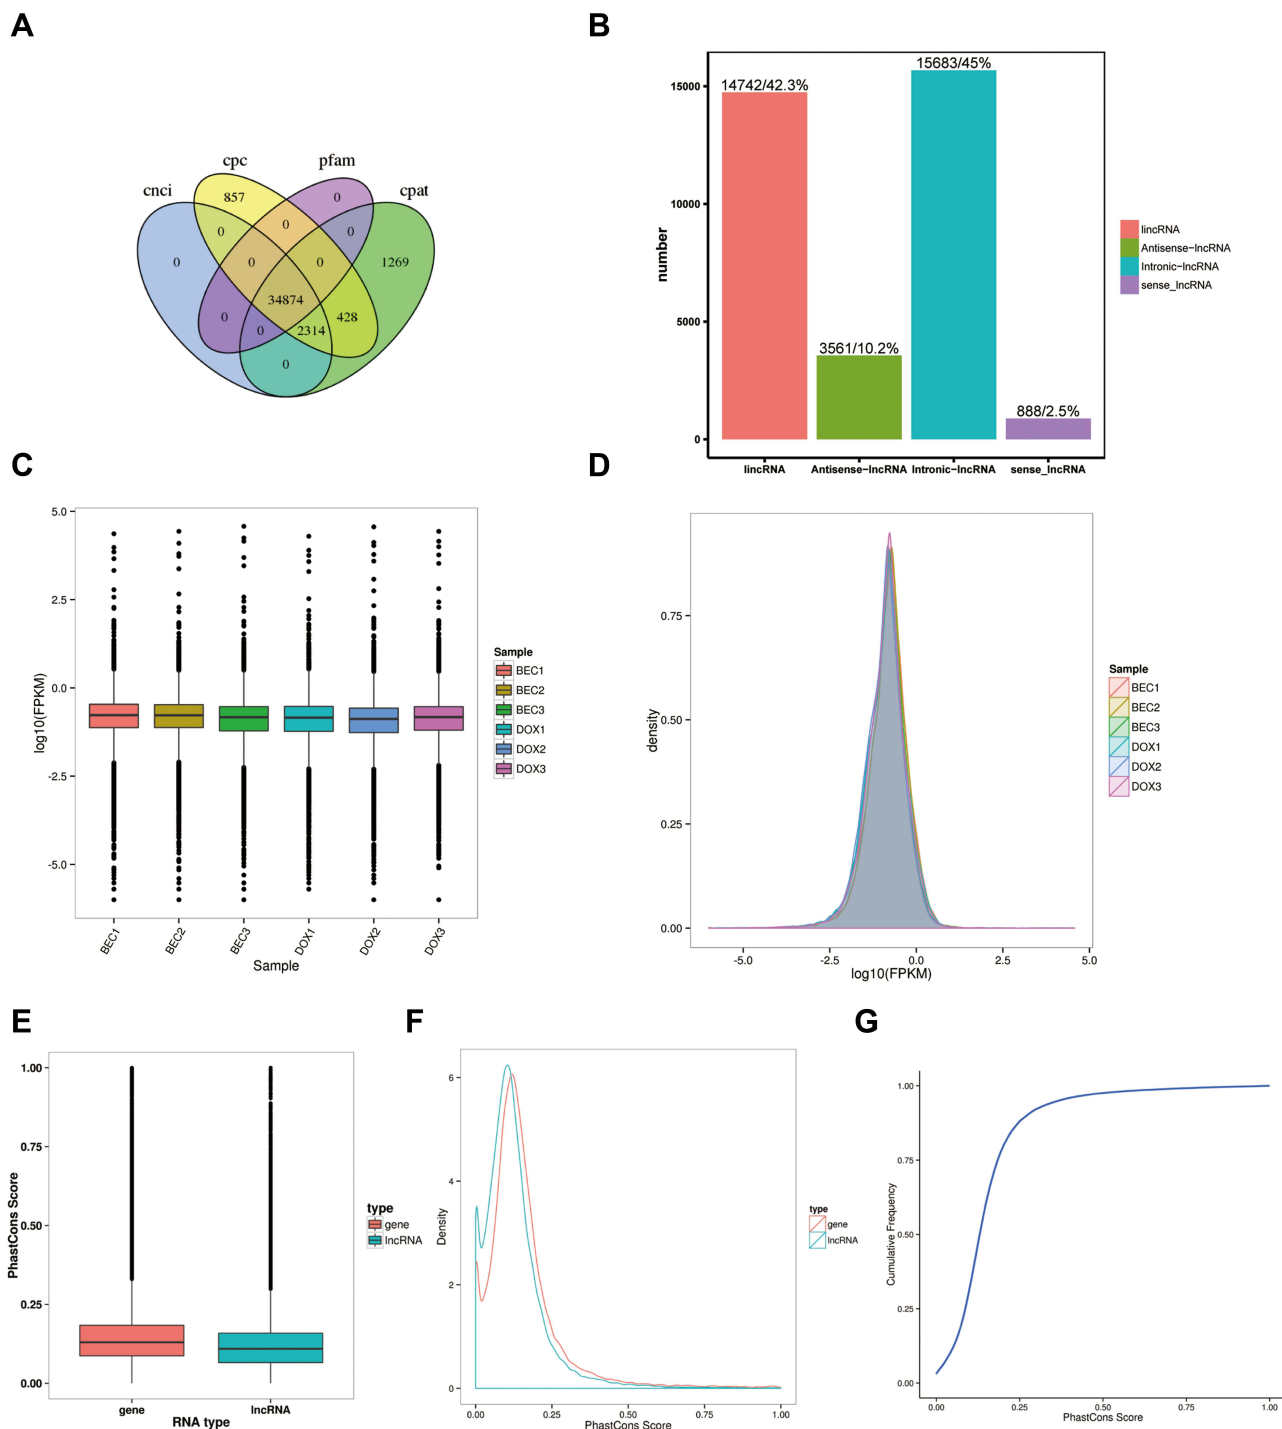 A
cnci
cpc
pfam
cpat
857
0
0
0
0
0
0
0
1269
34874
0
0
2314
428
0
B
number
15000
10000
5000
0
14742/42.3%
3561/10.2%
15683/45%
888/2.5%
lincRNA
Antisense-lncRNA
Intronic-lncRNA
sense_lncRNA
lincRNA
Antisense-lncRNA
Intronic-lncRNA
sense_lncRNA
C
log10(FPKM)
5.0
2.5
0.0
-2.5
-5.0
BEC1
BEC2
BEC3
DOX1
DOX2
DOX3
Sample
Sample
BEC1
BEC2
BEC3
DOX1
DOX2
DOX3
D
density
0.75
0.50
0.25
0.00
-5.0
-2.5
0.0
2.5
5.0
log10(FPKM)
Sample
BEC1
BEC2
BEC3
DOX1
DOX2
DOX3
E
PhastCons Score
1.00
0.75
0.50
0.25
0.00
gene
lncRNA
RNA type
type
gene
lncRNA
F
Density
6
4
2
0
0.00
0.25
0.50
0.75
1.00
PhastCons Score
type
gene
lncRNA
G
Cumulative Frequency
1.00
0.75
0.50
0.25
0.00
0.00
0.25
0.50
0.75
1.00
PhastCons Score